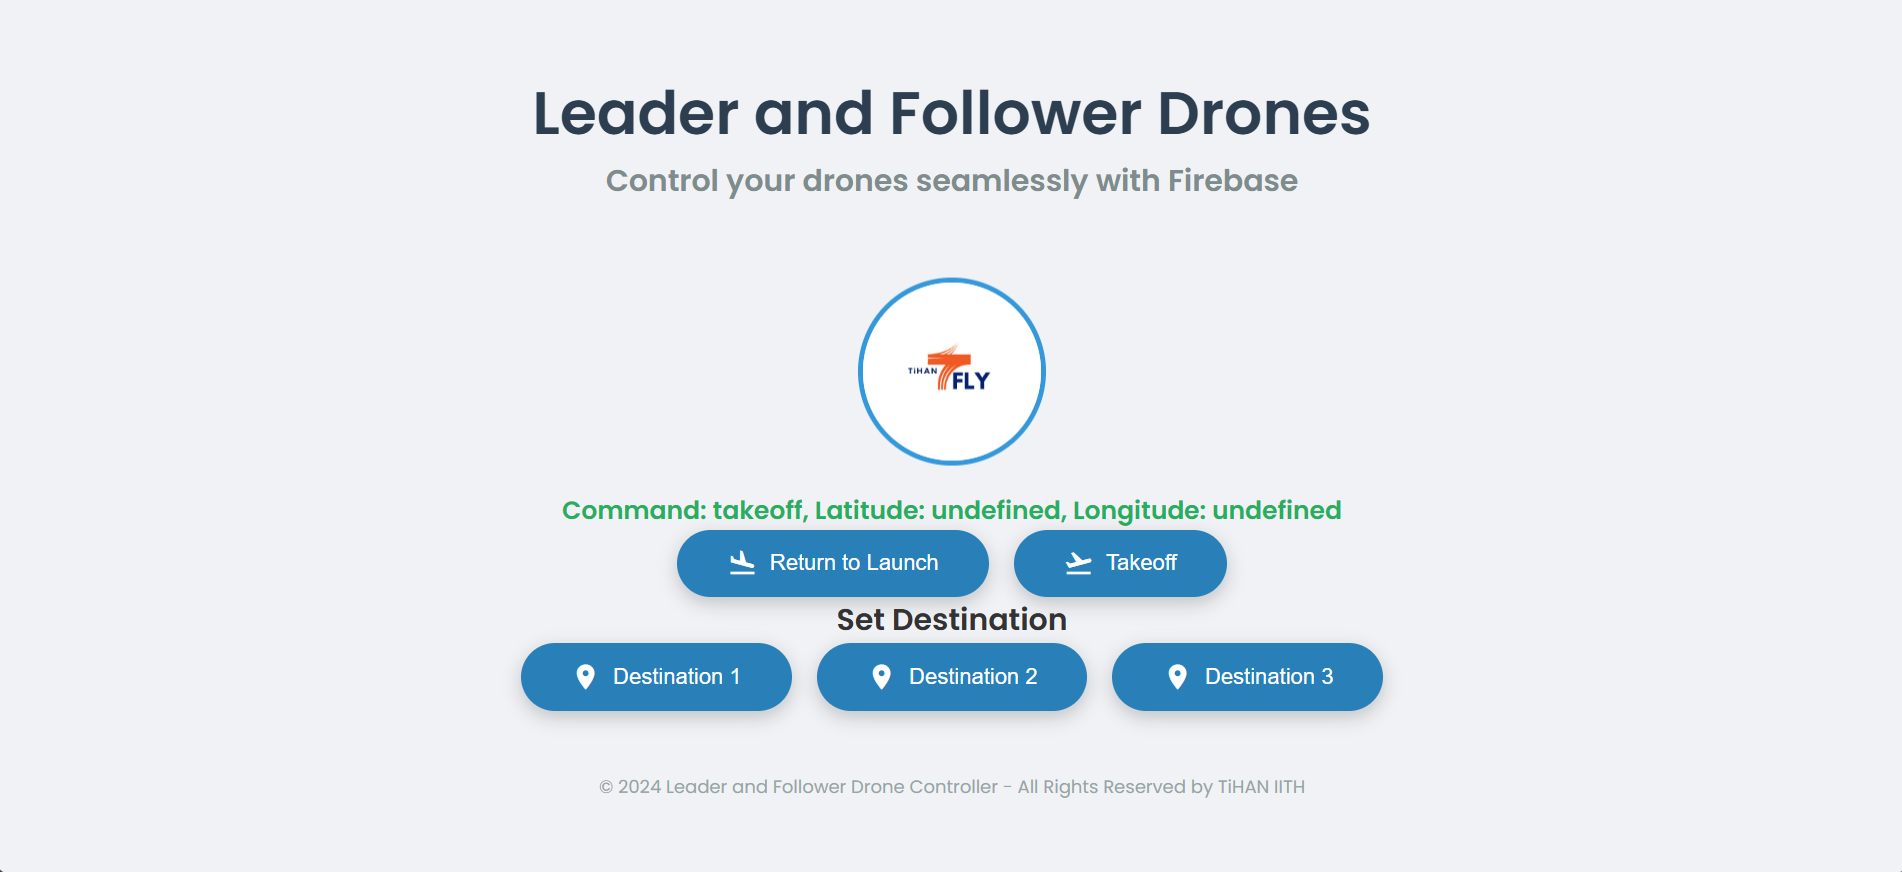 Leader and Follower Drones
Control your drones seamlessly with Firebase
TiHAN
FLY
Command: takeoff, Latitude: undefined, Longitude: undefined
Return to Launch
Takeoff
Set Destination
Destination 1
Destination 2
Destination 3
© 2024 Leader and Follower Drone Controller - All Rights Reserved by TiHAN IITH